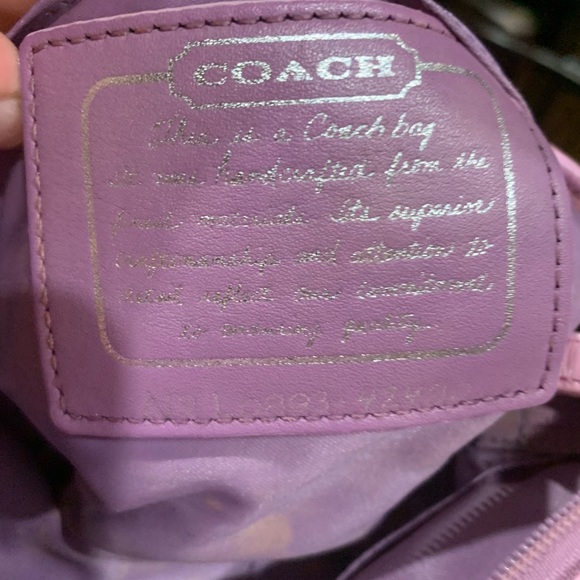 COACH
This is a Coach bag
it was handcrafted from the
finest materials. Its superior
craftsmanship and attention to
detail reflect our commitment
to enduring quality.